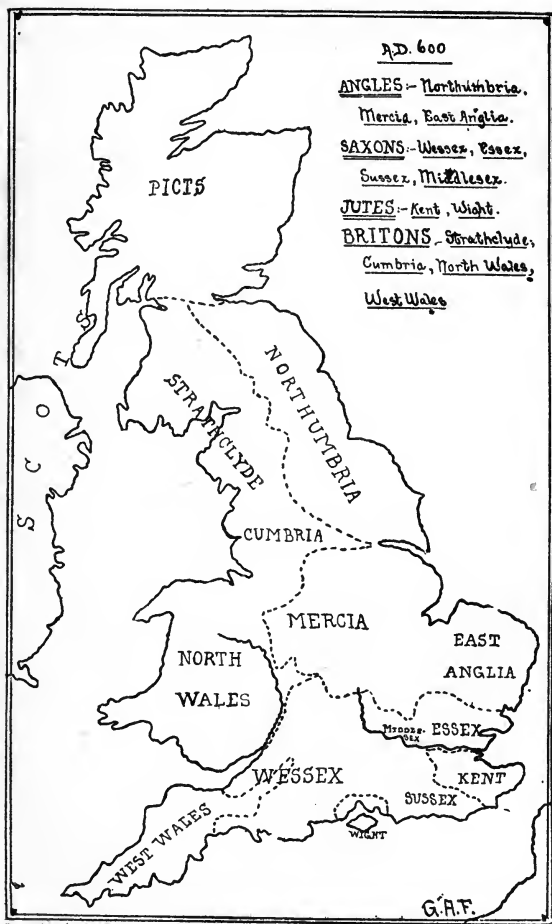 A.D. 600
ANGLES:- Northumbria,
Mercia, East Anglia.
SAXONS:- Wessex, Essex,
Sussex, Middlesex.
JUTES:- Kent, Wight.
BRITONS - Strathclyde,
Cumbria, North Wales,
West Wales
PICTS
SCOTS
STRATHCLYDE
NORTHUMBRIA
CUMBRIA
MERCIA
EAST
ANGLIA
NORTH
WALES
MIDDLE-
SEX
ESSEX
WESSEX
KENT
SUSSEX
WIGHT
WEST WALES
G.A.F.